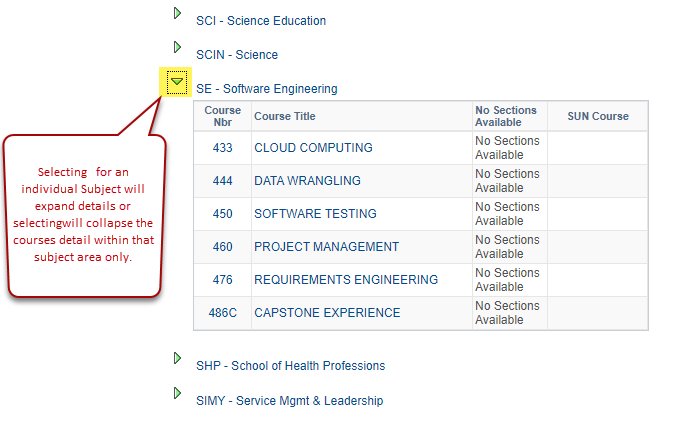 SCI - Science Education
SCIN - Science
SE - Software Engineering
Course Nbr Course Title No Sections Available SUN Course
433 CLOUD COMPUTING No Sections Available
444 DATA WRANGLING No Sections Available
450 SOFTWARE TESTING No Sections Available
460 PROJECT MANAGEMENT No Sections Available
476 REQUIREMENTS ENGINEERING No Sections Available
486C CAPSTONE EXPERIENCE No Sections Available
Selecting for an
individual Subject will
expand details or
selectingwill collapse the
courses detail within that
subject area only.
SHP - School of Health Professions
SIMY - Service Mgmt & Leadership